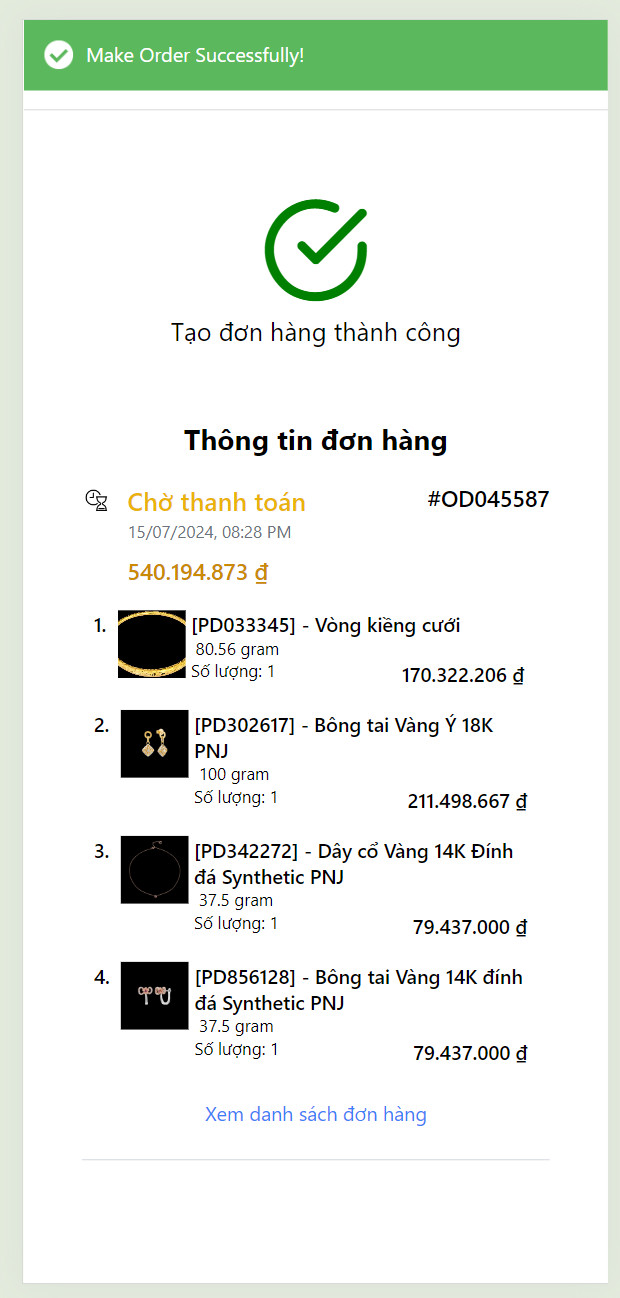 Make Order Successfully!
Tạo đơn hàng thành công
Thông tin đơn hàng
Chờ thanh toán
#OD045587
15/07/2024, 08:28 PM
540.194.873 ₫
1. [PD033345] - Vòng kiềng cưới
80.56 gram
Số lượng: 1
170.322.206 ₫
2. [PD302617] - Bông tai Vàng Ý 18K
PNJ
100 gram
Số lượng: 1
211.498.667 ₫
3. [PD342272] - Dây cổ Vàng 14K Đính
đá Synthetic PNJ
37.5 gram
Số lượng: 1
79.437.000 ₫
4. [PD856128] - Bông tai Vàng 14K đính
đá Synthetic PNJ
37.5 gram
Số lượng: 1
79.437.000 ₫
Xem danh sách đơn hàng